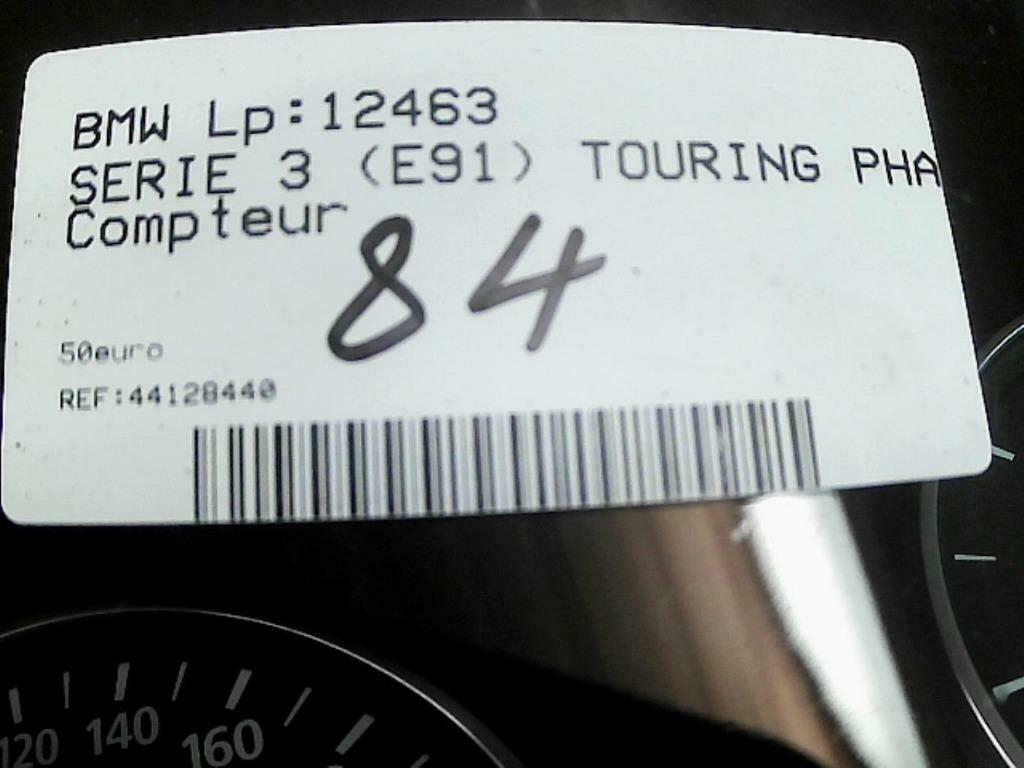 BMW Lp:12463
SERIE 3 (E91) TOURING PHA
Compteur
84
50euro
REF:44128440
120 140 160